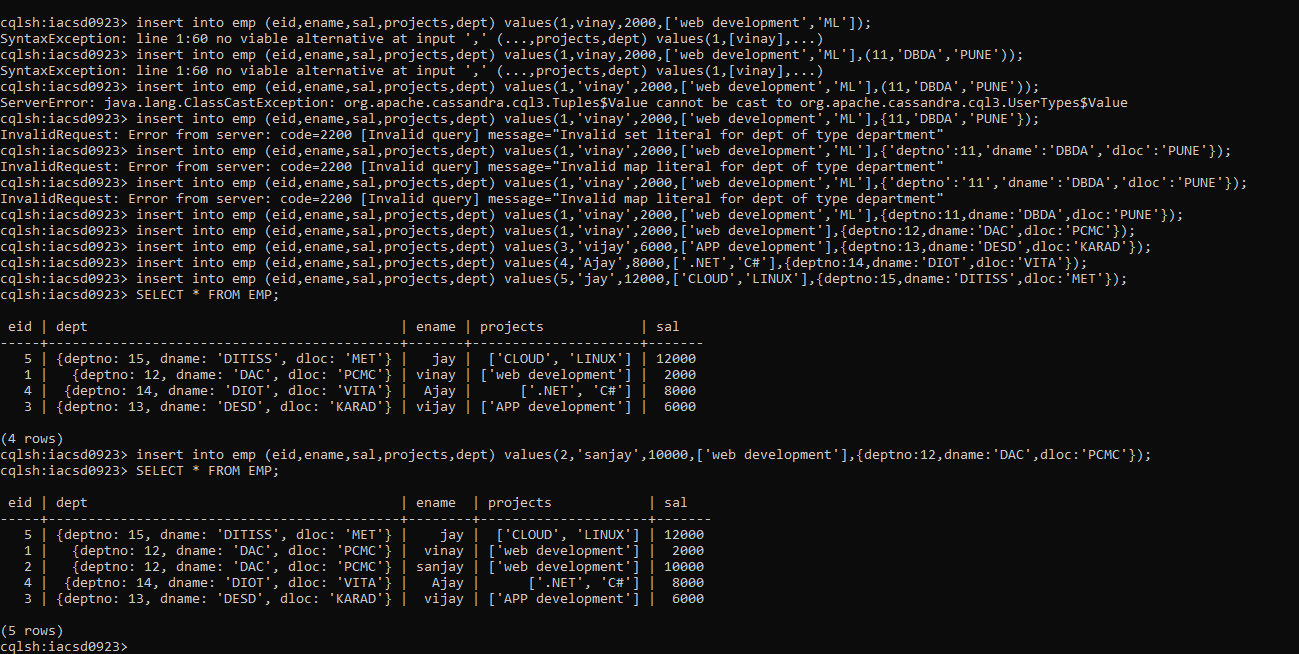 cqlsh:iacsd0923> insert into emp (eid,ename,sal,projects,dept) values(1,vinay,2000,['web development','ML']);
SyntaxException: line 1:60 no viable alternative at input ',' (...,projects,dept) values(1,[vinay],...)
cqlsh:iacsd0923> insert into emp (eid,ename,sal,projects,dept) values(1,vinay,2000,['web development','ML'],(11,'DBDA','PUNE'));
SyntaxException: line 1:60 no viable alternative at input ',' (...,projects,dept) values(1,[vinay],...)
cqlsh:iacsd0923> insert into emp (eid,ename,sal,projects,dept) values(1,'vinay',2000,['web development','ML'],(11,'DBDA','PUNE'));
ServerError: java.lang.ClassCastException: org.apache.cassandra.cql3.Tuples$Value cannot be cast to org.apache.cassandra.cql3.UserTypes$Value
cqlsh:iacsd0923> insert into emp (eid,ename,sal,projects,dept) values(1,'vinay',2000,['web development','ML'],{11,'DBDA','PUNE'});
InvalidRequest: Error from server: code=2200 [Invalid query] message="Invalid set literal for dept of type department"
cqlsh:iacsd0923> insert into emp (eid,ename,sal,projects,dept) values(1,'vinay',2000,['web development','ML'],{'deptno':11,'dname':'DBDA','dloc':'PUNE'});
InvalidRequest: Error from server: code=2200 [Invalid query] message="Invalid map literal for dept of type department"
cqlsh:iacsd0923> insert into emp (eid,ename,sal,projects,dept) values(1,'vinay',2000,['web development','ML'],{'deptno':'11','dname':'DBDA','dloc':'PUNE'});
InvalidRequest: Error from server: code=2200 [Invalid query] message="Invalid map literal for dept of type department"
cqlsh:iacsd0923> insert into emp (eid,ename,sal,projects,dept) values(1,'vinay',2000,['web development','ML'],{deptno:11,dname:'DBDA',dloc:'PUNE'});
cqlsh:iacsd0923> insert into emp (eid,ename,sal,projects,dept) values(1,'vinay',2000,['web development'],{deptno:12,dname:'DAC',dloc:'PCMC'});
cqlsh:iacsd0923> insert into emp (eid,ename,sal,projects,dept) values(3,'vijay',6000,['APP development'],{deptno:13,dname:'DESD',dloc:'KARAD'});
cqlsh:iacsd0923> insert into emp (eid,ename,sal,projects,dept) values(4,'Ajay',8000,['.NET','C#'],{deptno:14,dname:'DIOT',dloc:'VITA'});
cqlsh:iacsd0923> insert into emp (eid,ename,sal,projects,dept) values(5,'jay',12000,['CLOUD','LINUX'],{deptno:15,dname:'DITISS',dloc:'MET'});
cqlsh:iacsd0923> SELECT * FROM EMP;
 eid | dept                                        | ename | projects            | sal
-----+---------------------------------------------+-------+---------------------+-------
   5 | {deptno: 15, dname: 'DITISS', dloc: 'MET'} |   jay |  ['CLOUD', 'LINUX'] | 12000
   1 |   {deptno: 12, dname: 'DAC', dloc: 'PCMC'} | vinay | ['web development'] |  2000
   4 |  {deptno: 14, dname: 'DIOT', dloc: 'VITA'} |  Ajay |      ['.NET', 'C#'] |  8000
   3 | {deptno: 13, dname: 'DESD', dloc: 'KARAD'} | vijay | ['APP development'] |  6000
(4 rows)
cqlsh:iacsd0923> insert into emp (eid,ename,sal,projects,dept) values(2,'sanjay',10000,['web development'],{deptno:12,dname:'DAC',dloc:'PCMC'});
cqlsh:iacsd0923> SELECT * FROM EMP;
 eid | dept                                        | ename  | projects            | sal
-----+---------------------------------------------+--------+---------------------+-------
   5 | {deptno: 15, dname: 'DITISS', dloc: 'MET'} |    jay |  ['CLOUD', 'LINUX'] | 12000
   1 |   {deptno: 12, dname: 'DAC', dloc: 'PCMC'} |  vinay | ['web development'] |  2000
   2 |   {deptno: 12, dname: 'DAC', dloc: 'PCMC'} | sanjay | ['web development'] | 10000
   4 |  {deptno: 14, dname: 'DIOT', dloc: 'VITA'} |   Ajay |      ['.NET', 'C#'] |  8000
   3 | {deptno: 13, dname: 'DESD', dloc: 'KARAD'} |  vijay | ['APP development'] |  6000
(5 rows)
cqlsh:iacsd0923>